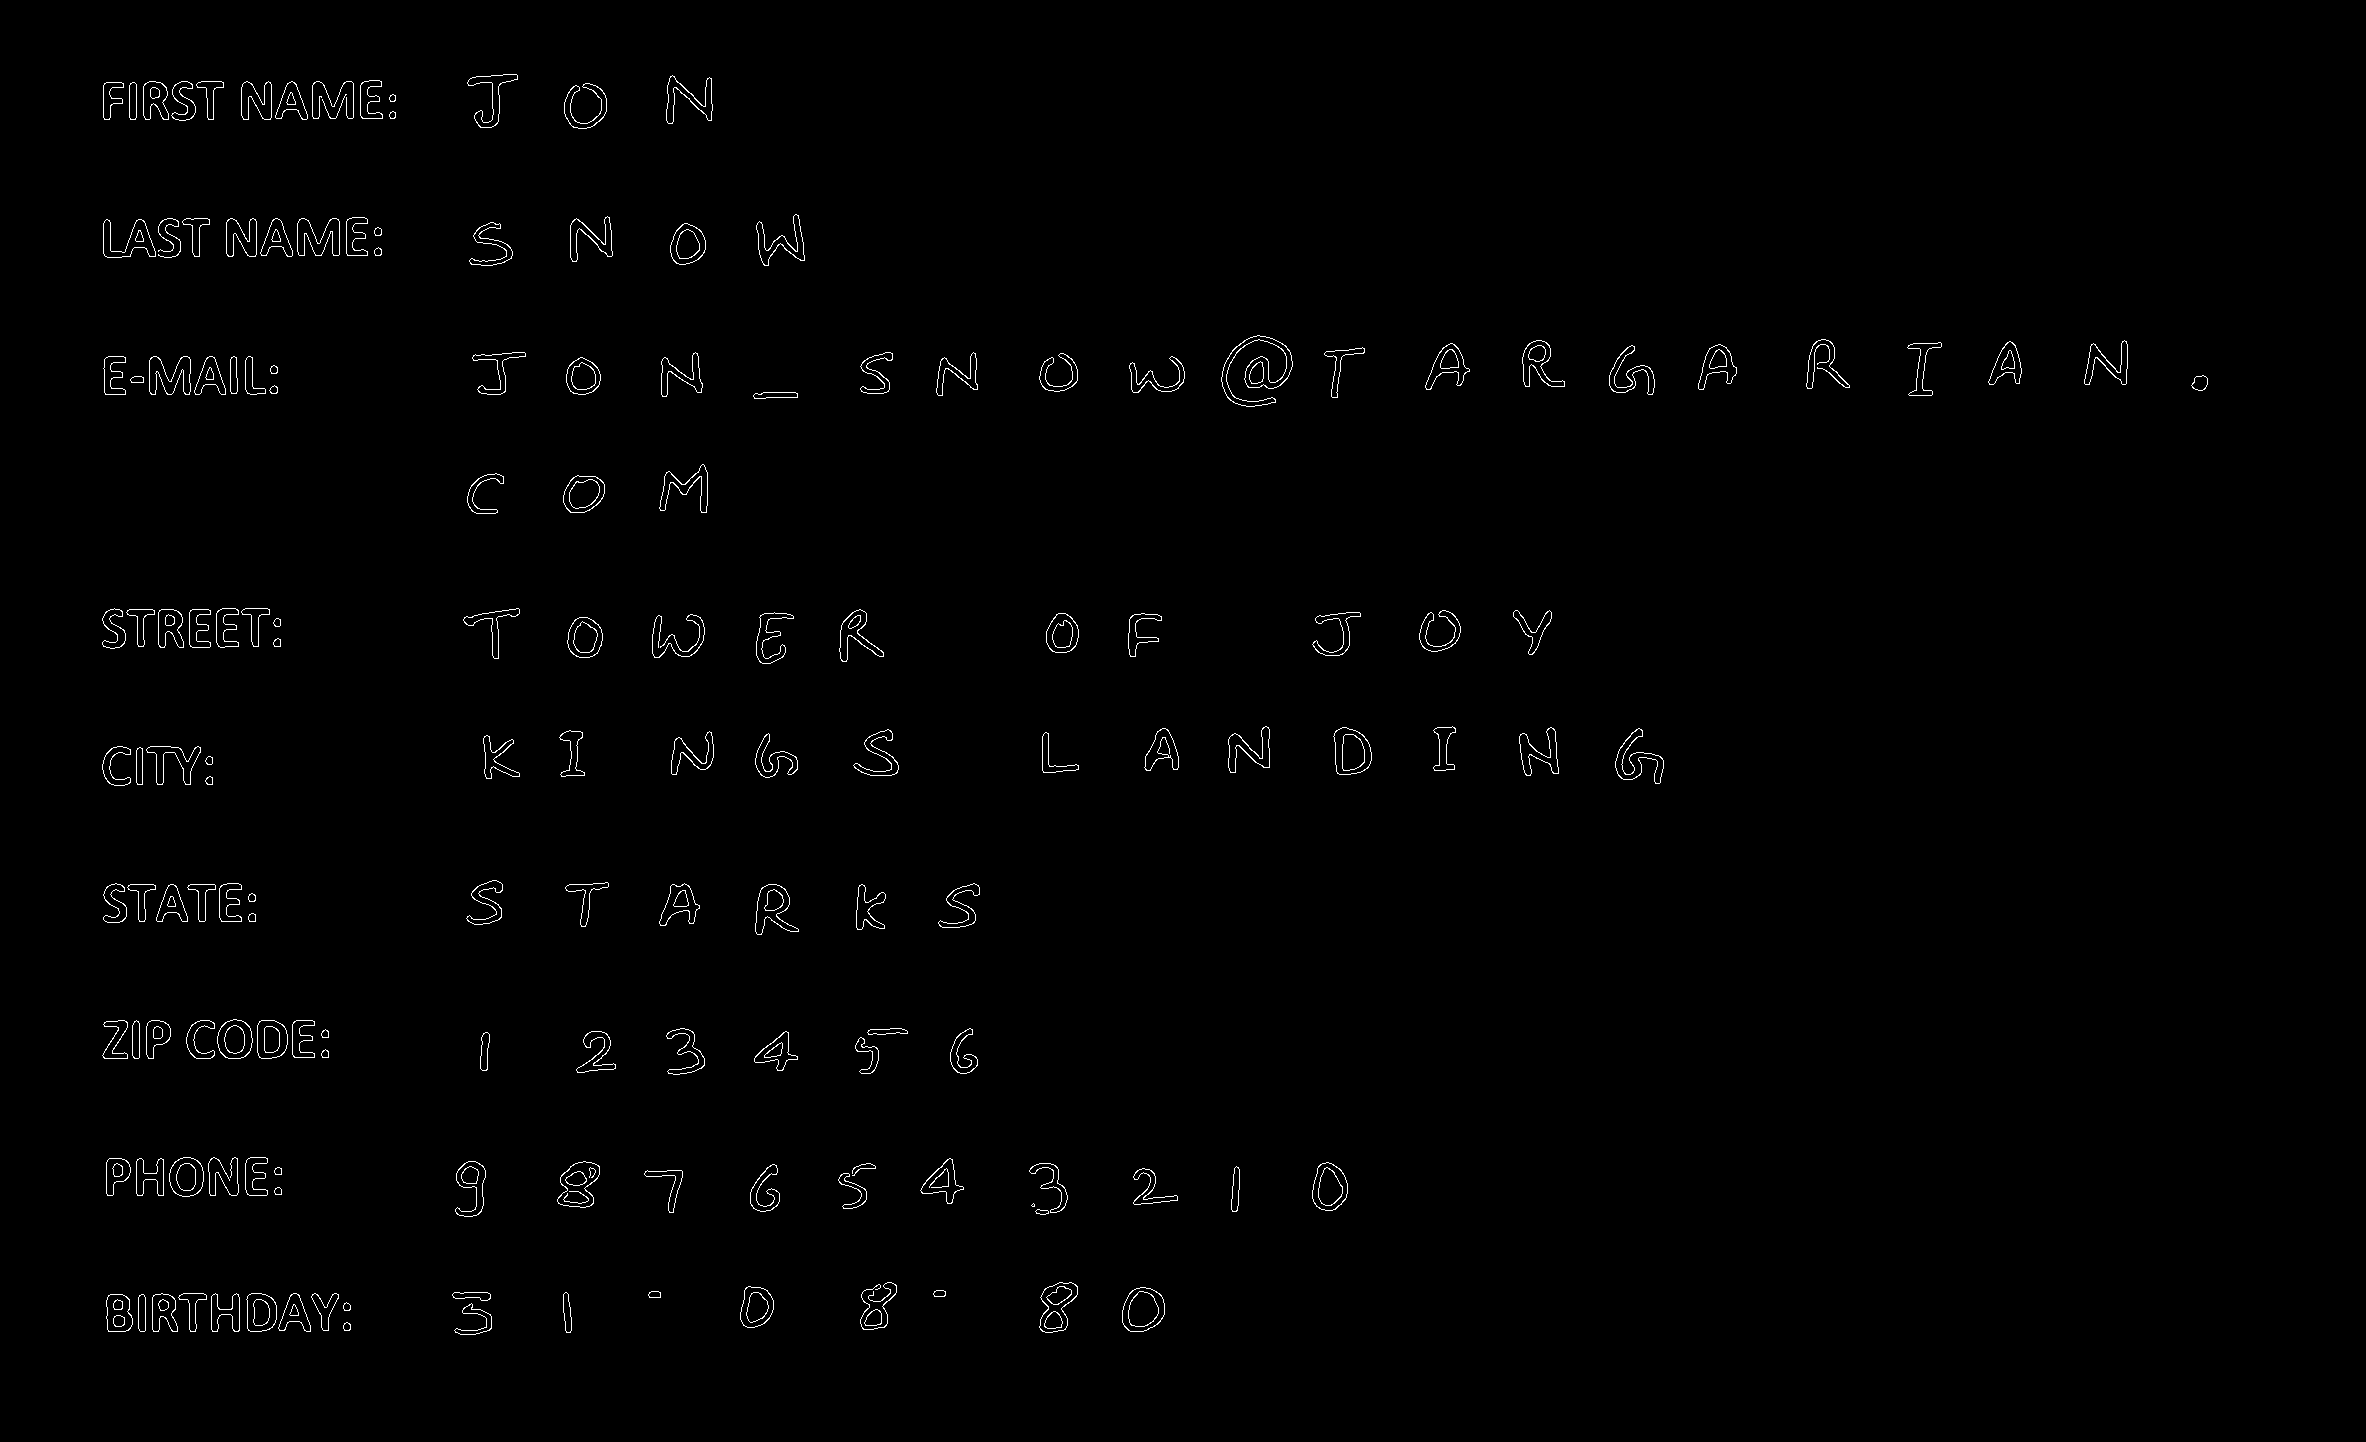 FIRST NAME: JON
LAST NAME: SNOW
E-MAIL: JON_SNOW@TARGARIAN.
COM
STREET: TOWER OF JOY
CITY: KINGS LANDING
STATE: STARKS
ZIP CODE: 123456
PHONE: 9876543210
BIRTHDAY: 31-08-80